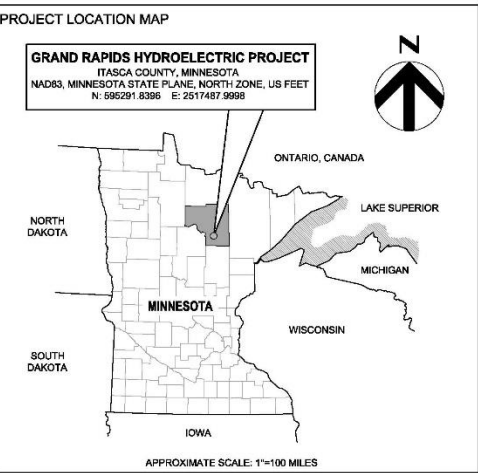 PROJECT LOCATION MAP
GRAND RAPIDS HYDROELECTRIC PROJECT
ITASCA COUNTY, MINNESOTA
NAD83, MINNESOTA STATE PLANE, NORTH ZONE, US FEET
N: 595291.8396 E: 2517487.9998
N
ONTARIO, CANADA
NORTH
DAKOTA
LAKE SUPERIOR
MICHIGAN
MINNESOTA
WISCONSIN
SOUTH
DAKOTA
IOWA
APPROXIMATE SCALE: 1"=100 MILES